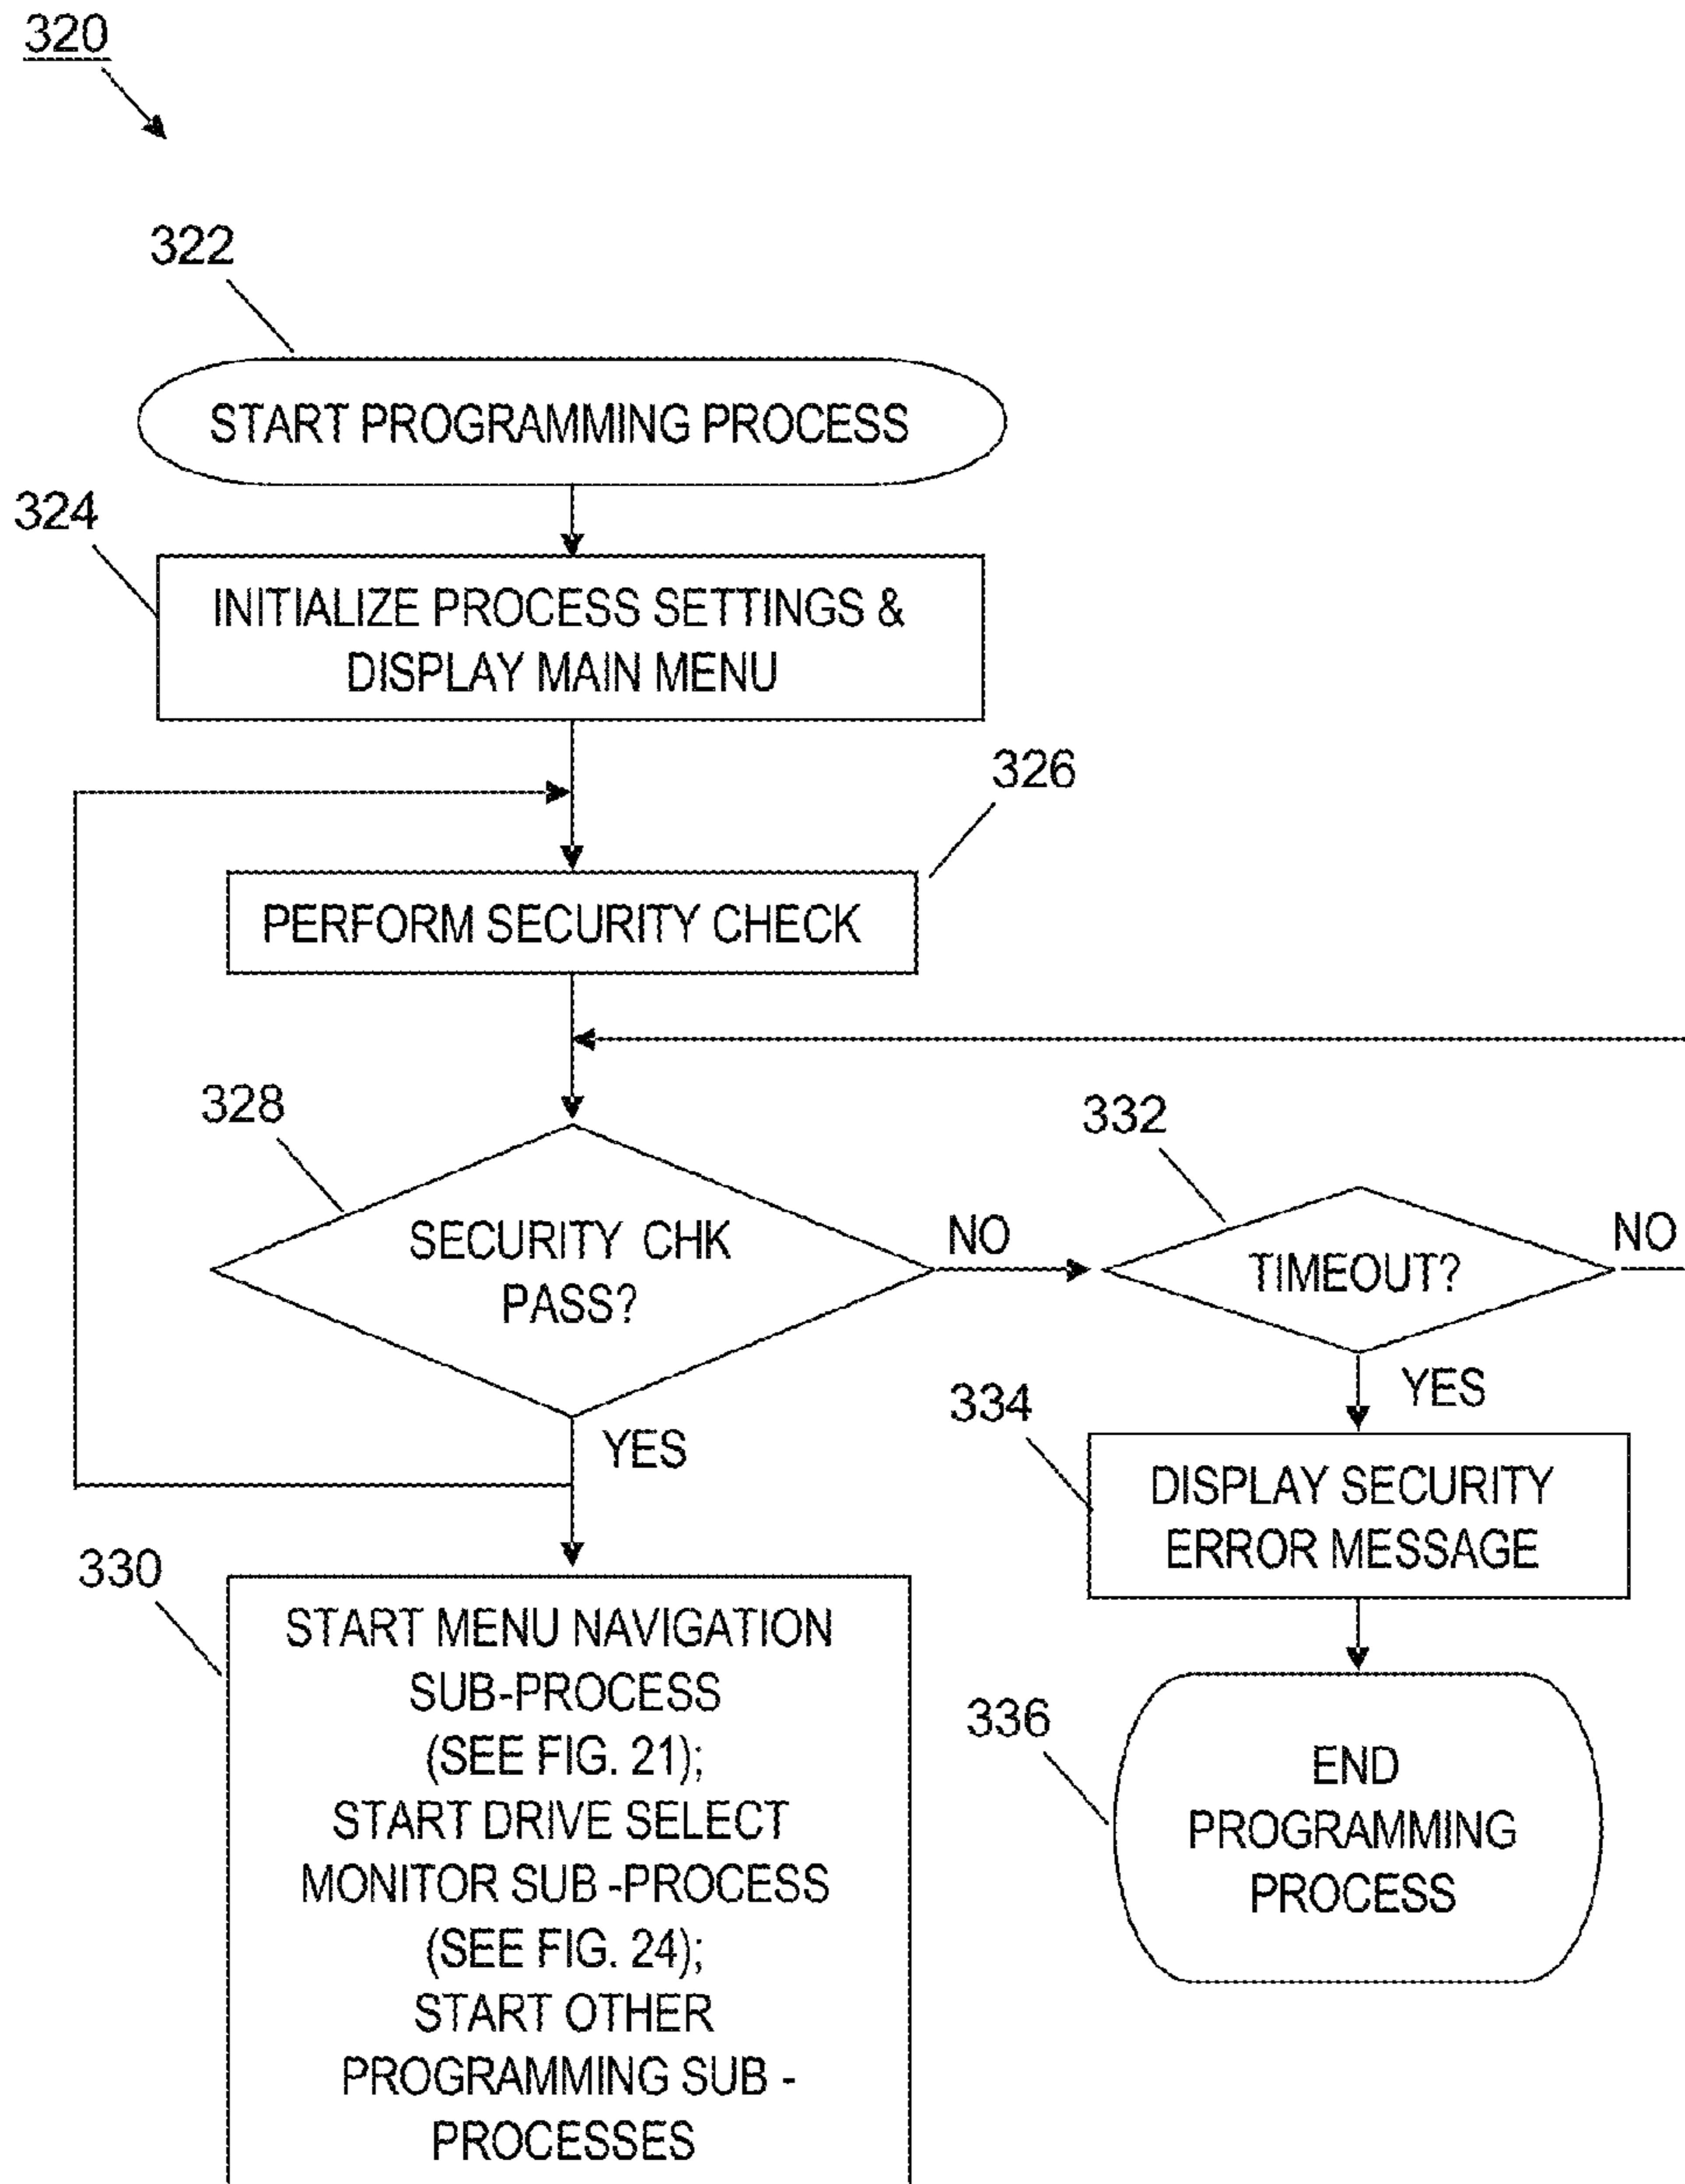 320
322
START PROGRAMMING PROCESS
324
INITIALIZE PROCESS SETTINGS &
DISPLAY MAIN MENU
326
PERFORM SECURITY CHECK
328
SECURITY CHK
PASS?
NO
332
TIMEOUT?
NO
YES
YES
334
DISPLAY SECURITY
ERROR MESSAGE
330
START MENU NAVIGATION
SUB-PROCESS
(SEE FIG. 21);
START DRIVE SELECT
MONITOR SUB -PROCESS
(SEE FIG. 24);
START OTHER
PROGRAMMING SUB -
PROCESSES
336
END
PROGRAMMING
PROCESS